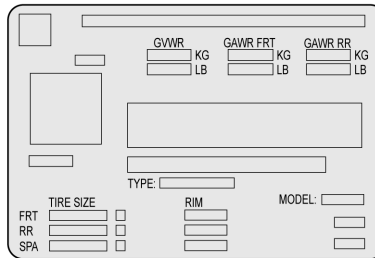 GVWR GAWR FRT GAWR RR
KG KG KG
LB LB LB
TYPE:
TIRE SIZE RIM MODEL:
FRT
RR
SPA